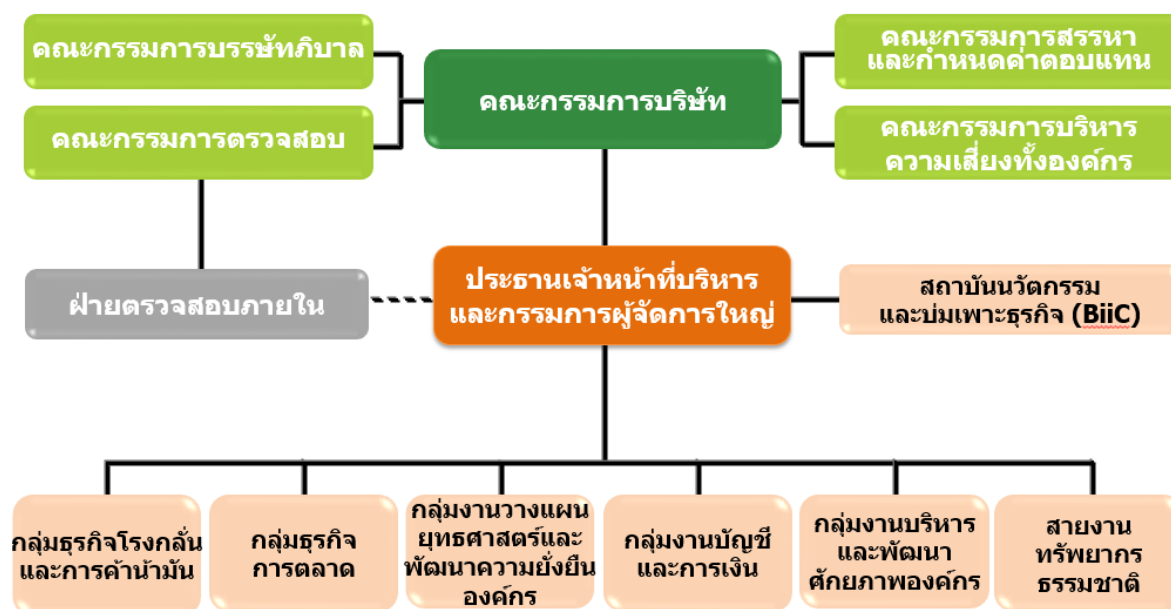 คณะกรรมการบรรษัทภิบาล
คณะกรรมการสรรหา
และกำหนดค่าตอบแทน
คณะกรรมการบริษัท
คณะกรรมการตรวจสอบ
คณะกรรมการบริหาร
ความเสี่ยงทั้งองค์กร
ฝ่ายตรวจสอบภายใน
ประธานเจ้าหน้าที่บริหาร
และกรรมการผู้จัดการใหญ่
สถาบันนวัตกรรม
และบ่มเพาะธุรกิจ (BiiC)
กลุ่มธุรกิจโรงกลั่น
และการค้าน้ำมัน
กลุ่มธุรกิจ
การตลาด
กลุ่มงานวางแผน
ยุทธศาสตร์และ
พัฒนาความยั่งยืน
องค์กร
กลุ่มงานบัญชี
และการเงิน
กลุ่มงานบริหาร
และพัฒนา
ศักยภาพองค์กร
สายงาน
ทรัพยากร
ธรรมชาติ